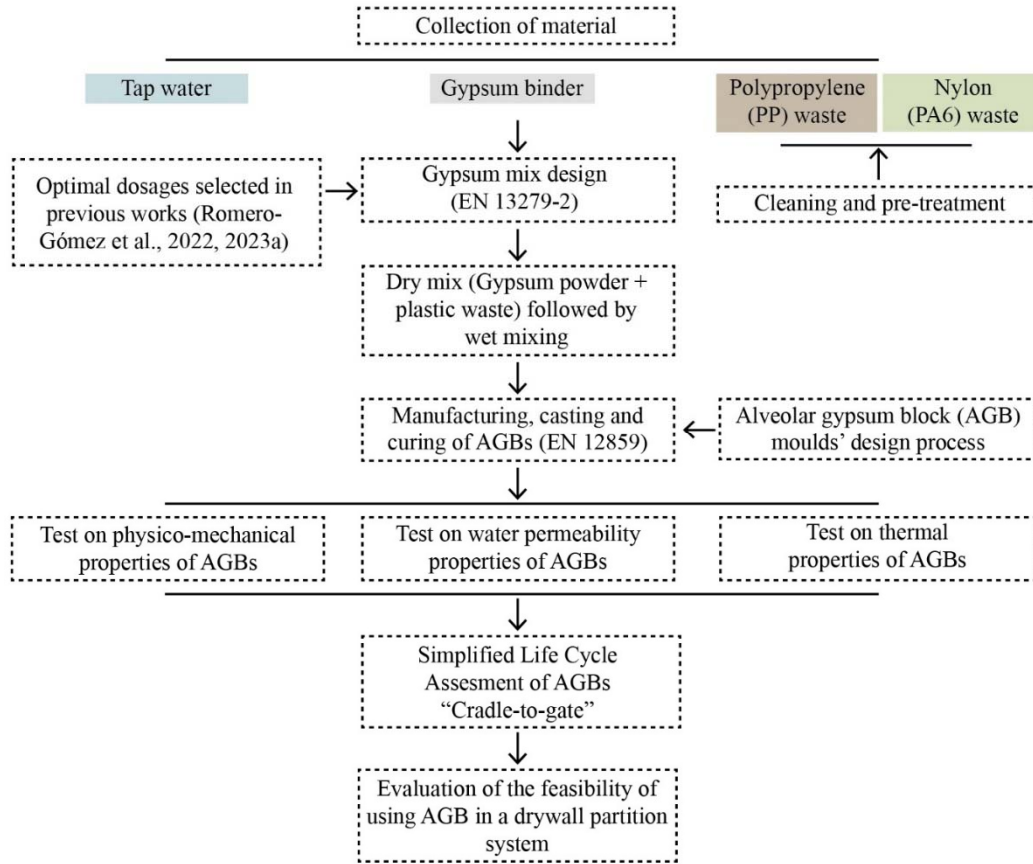 Collection of material
Tap water
Gypsum binder
Polypropylene
(PP) waste
Nylon
(PA6) waste
Optimal dosages selected in
previous works (Romero-
Gómez et al., 2022, 2023a)
Gypsum mix design
(EN 13279-2)
Cleaning and pre-treatment
Dry mix (Gypsum powder +
plastic waste) followed by
wet mixing
Manufacturing, casting and
curing of AGBs (EN 12859)
Alveolar gypsum block (AGB)
moulds’ design process
Test on physico-mechanical
properties of AGBs
Test on water permeability
properties of AGBs
Test on thermal
properties of AGBs
Simplified Life Cycle
Assesment of AGBs
“Cradle-to-gate”
Evaluation of the feasibility of
using AGB in a drywall partition
system